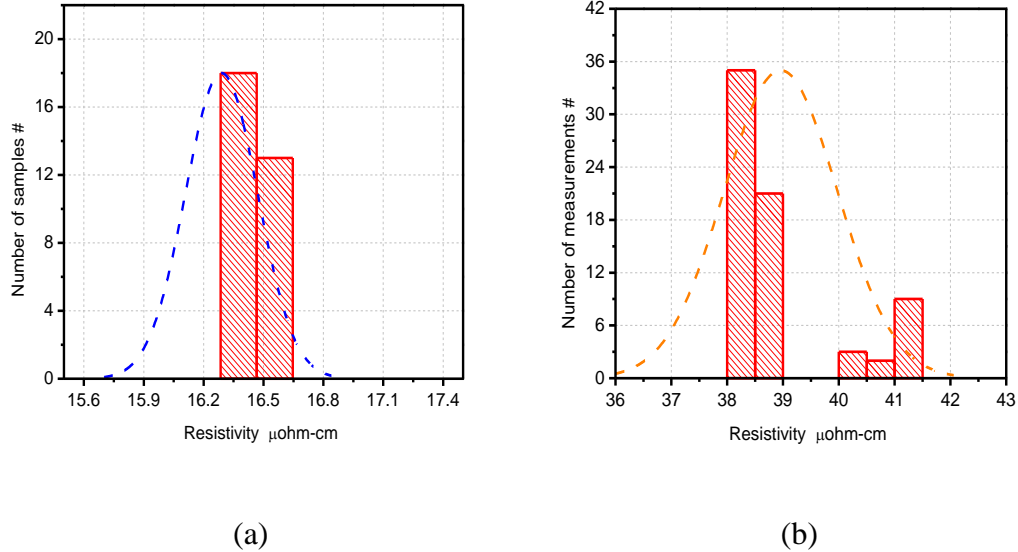 20
16
12
8
4
0
15.6 15.9 16.2 16.5 16.8 17.1 17.4
Number of samples #
Resistivity μohm-cm
(a)
42
36
30
24
18
12
6
0
36 37 38 39 40 41 42 43
Number of measurements #
Resistivity μohm-cm
(b)